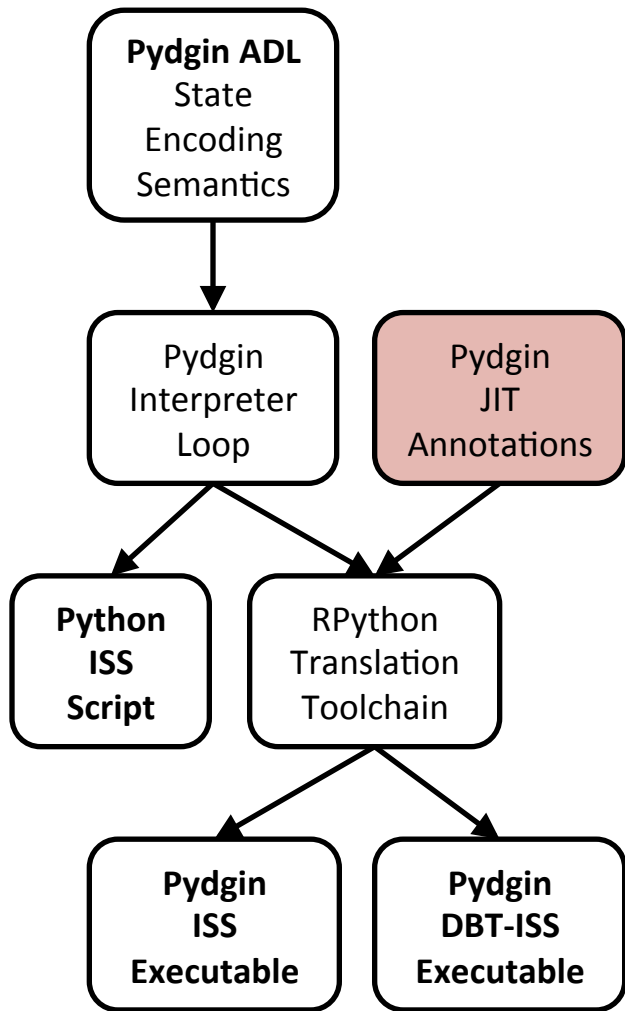 Pydgin ADL
State
Encoding
Semantics
Pydgin
Interpreter
Loop
Pydgin
JIT
Annotations
Python
ISS
Script
RPython
Translation
Toolchain
Pydgin
ISS
Executable
Pydgin
DBT-ISS
Executable